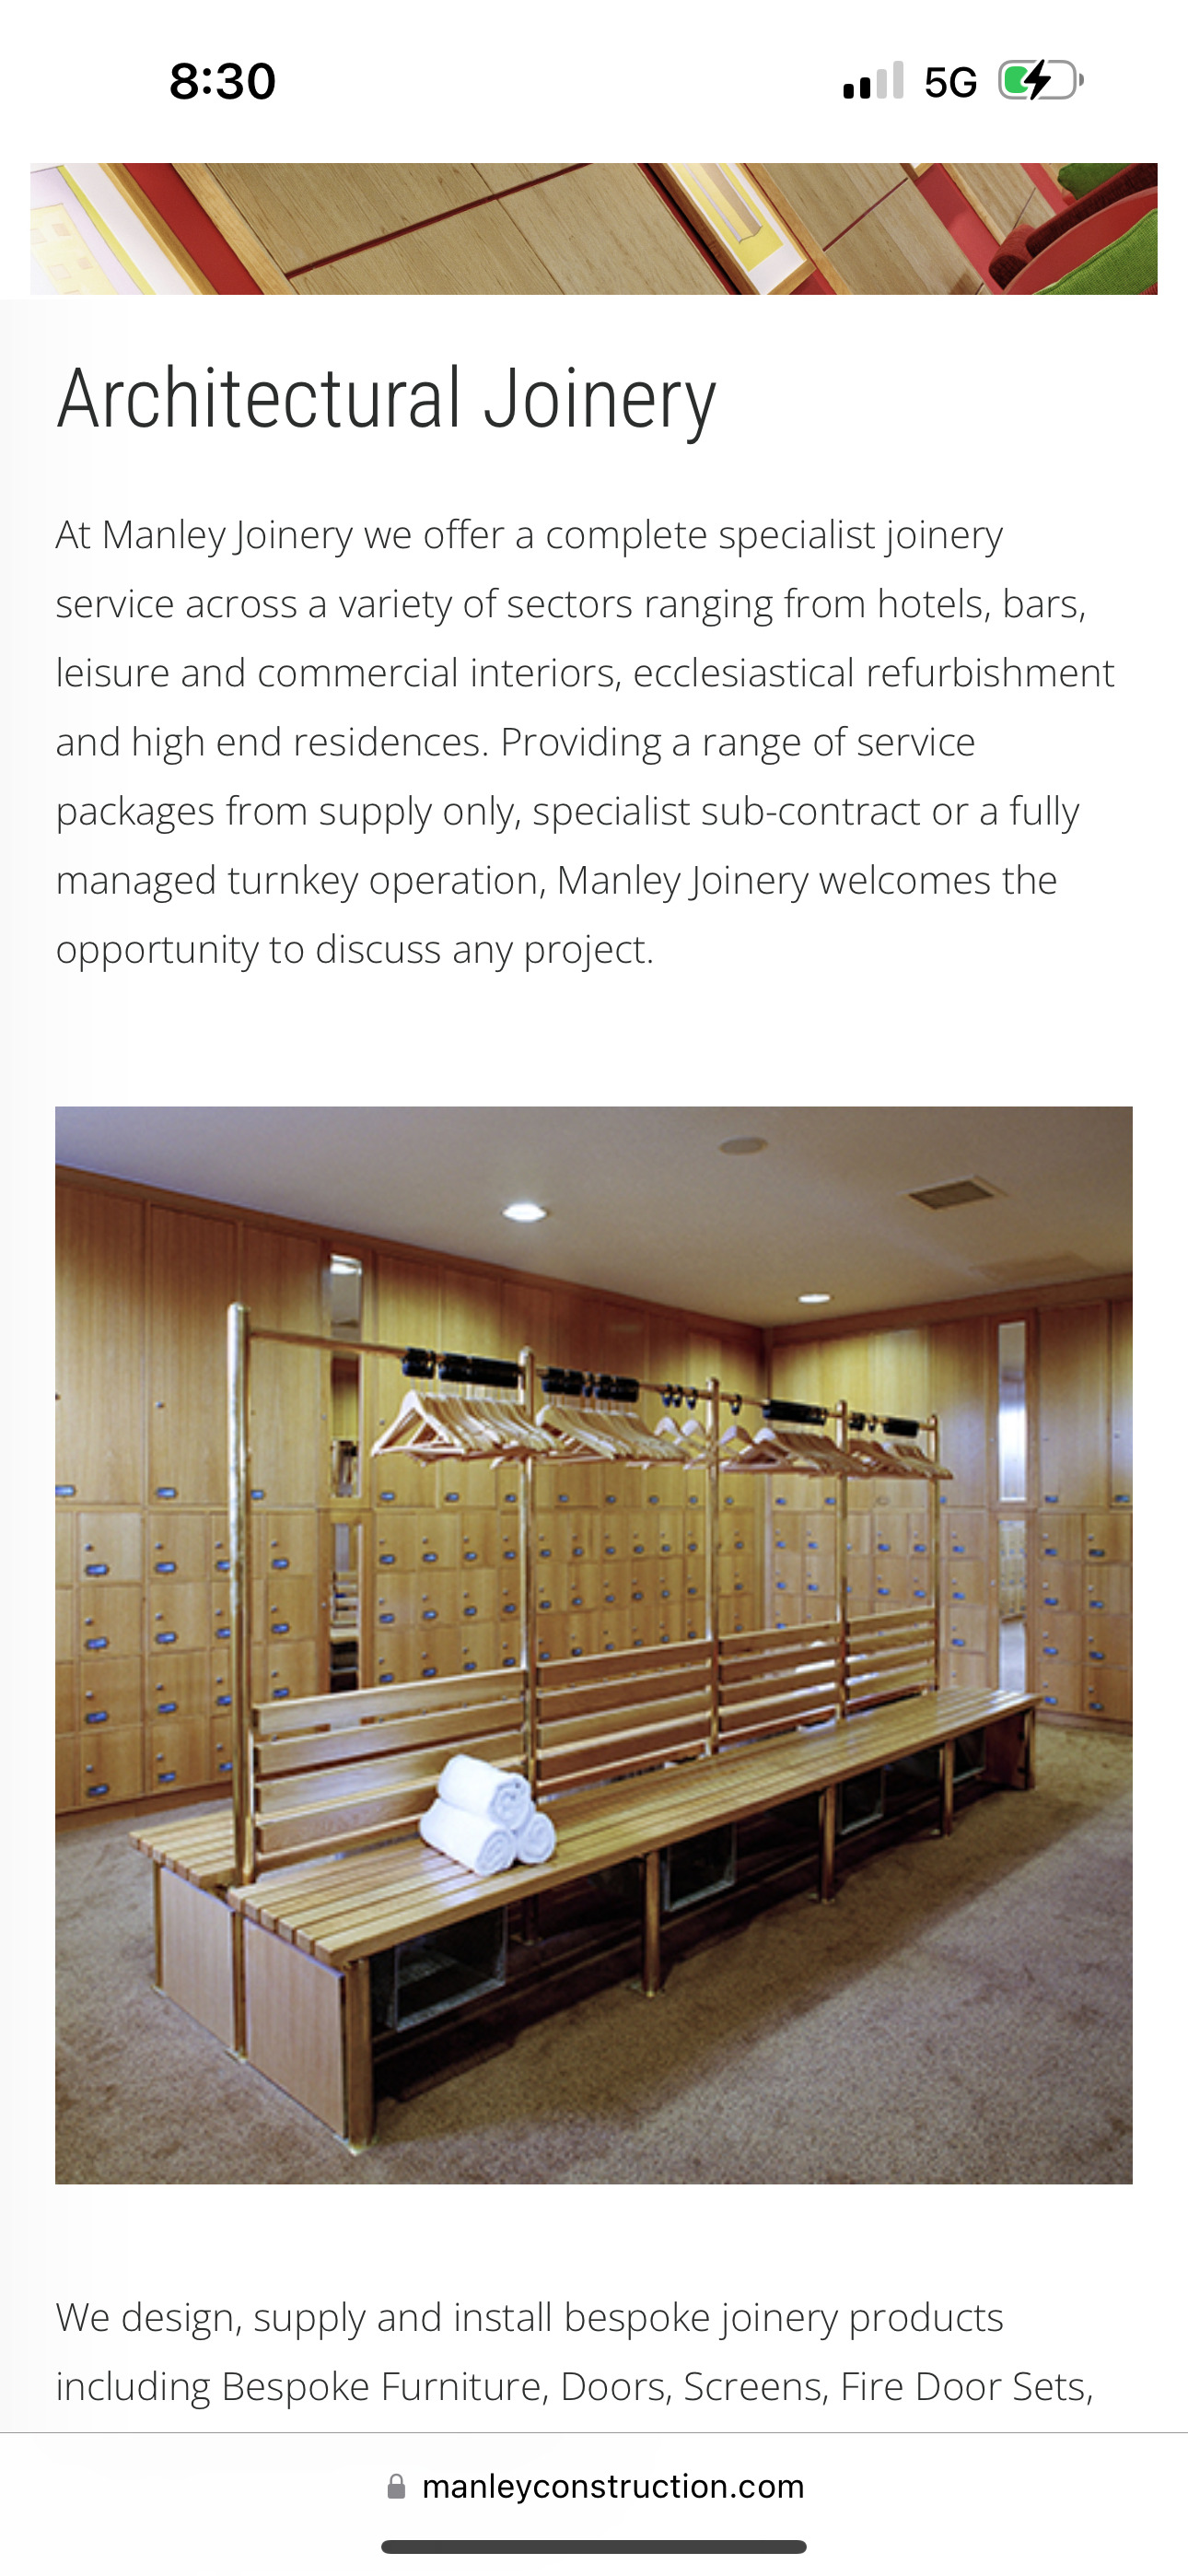 8:30
5G
Architectural Joinery
At Manley Joinery we offer a complete specialist joinery
service across a variety of sectors ranging from hotels, bars,
leisure and commercial interiors, ecclesiastical refurbishment
and high end residences. Providing a range of service
packages from supply only, specialist sub-contract or a fully
managed turnkey operation, Manley Joinery welcomes the
opportunity to discuss any project.
We design, supply and install bespoke joinery products
including Bespoke Furniture, Doors, Screens, Fire Door Sets,
manleyconstruction.com